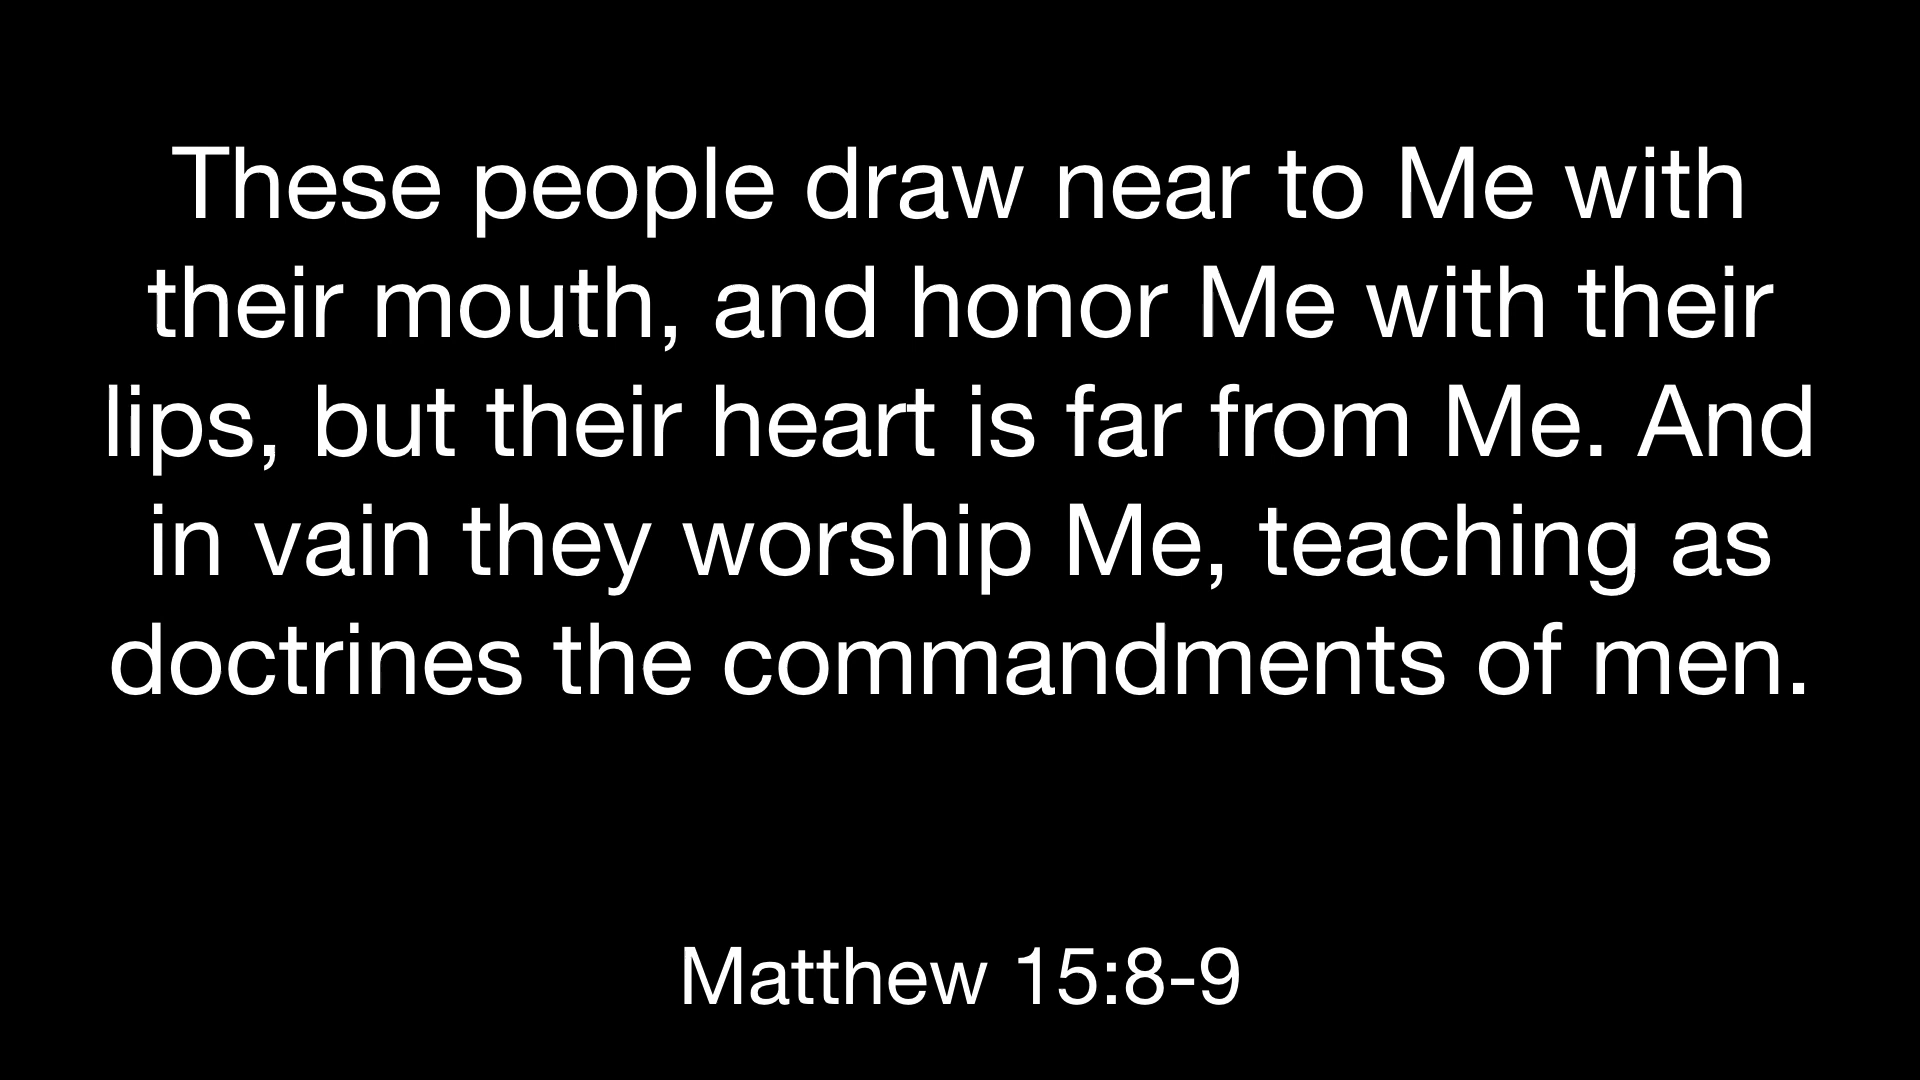 These people draw near to Me with
their mouth, and honor Me with their
lips, but their heart is far from Me. And
in vain they worship Me, teaching as
doctrines the commandments of men.
Matthew 15:8-9